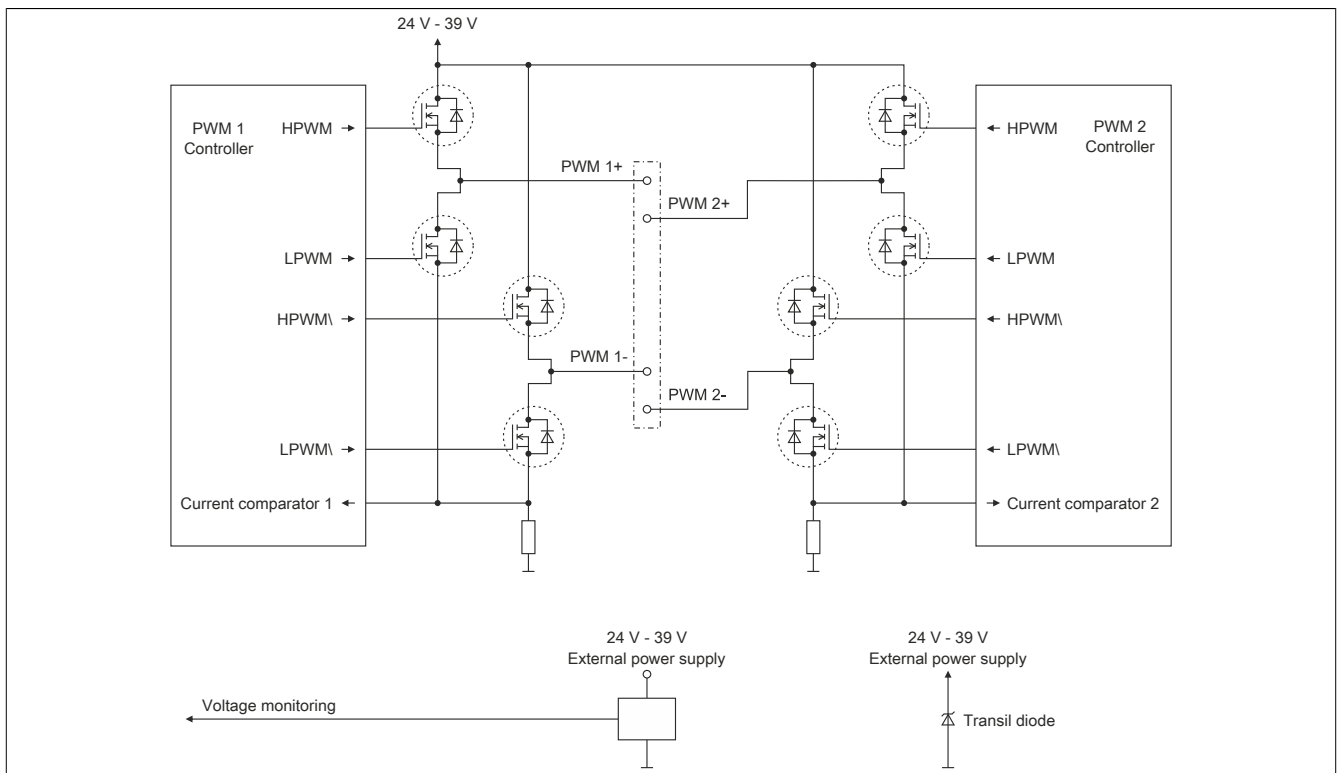 24 V - 39 V
PWM 1
Controller
HPWM
LPWM
HPWM\
LPWM\
Current comparator 1
PWM 1+
PWM 2+
PWM 1-
PWM 2-
HPWM
PWM 2
Controller
LPWM
HPWM\
LPWM\
Current comparator 2
24 V - 39 V
External power supply
Voltage monitoring
24 V - 39 V
External power supply
Transil diode